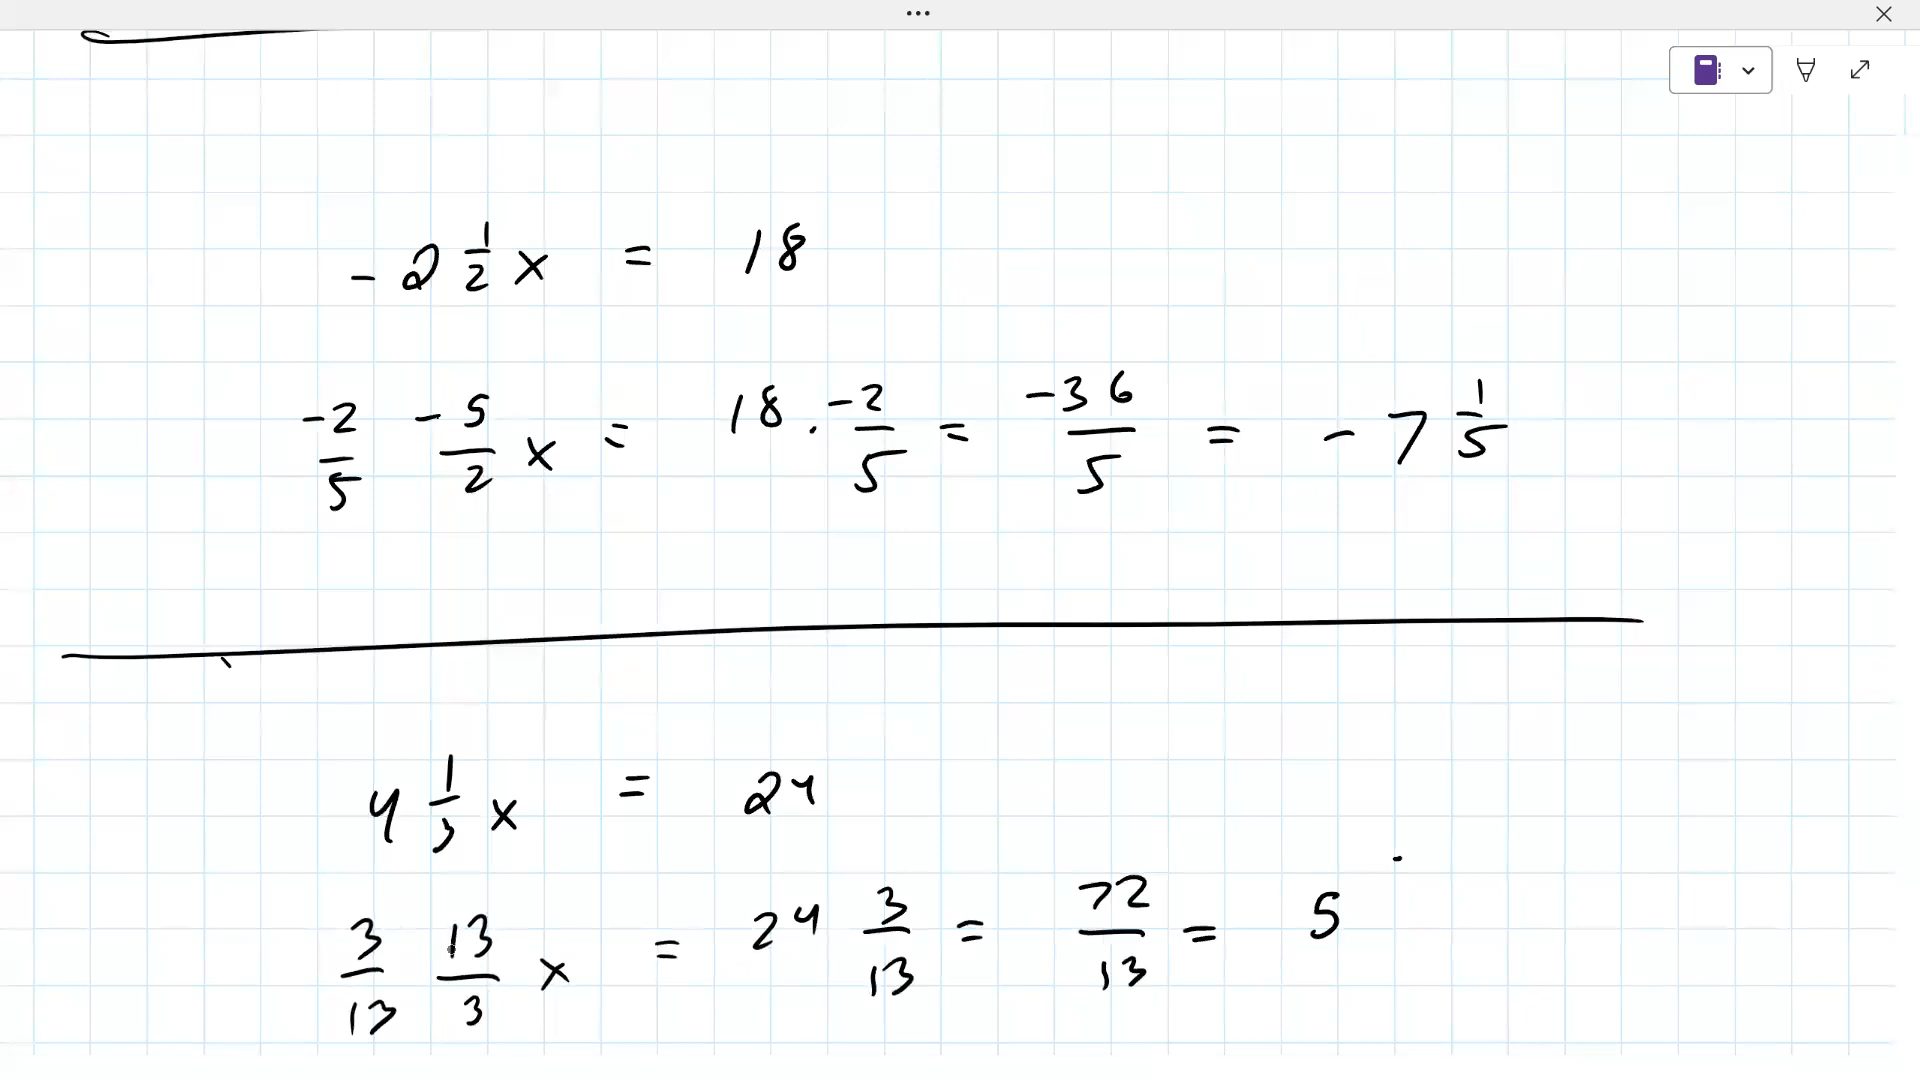 - 2 1/2 x = 18
-2/5 -5/2 x = 18 · -2/5 = -36/5 = - 7 1/5
4 1/3 x = 24
3/13 13/3 x = 24 3/13 = 72/13 = 5